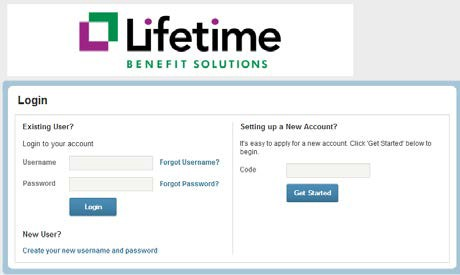 Lifetime
BENEFIT SOLUTIONS
Login
Existing User?
Login to your account
Username
Forgot Username?
Password
Forgot Password?
Login
New User?
Create your new username and password
Setting up a New Account?
It's easy to apply for a new account. Click 'Get Started' below to
begin.
Code
Get Started